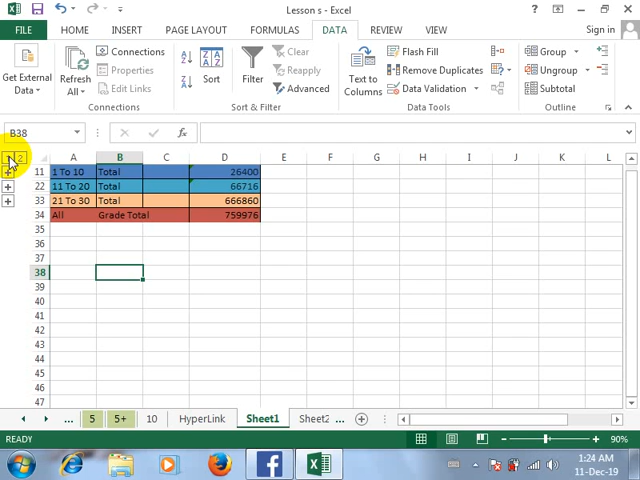 Lesson s - Excel
FILE HOME INSERT PAGE LAYOUT FORMULAS DATA REVIEW VIEW Sign in
Get External Data
Refresh All
Connections
Properties
Edit Links
Connections
Sort
Filter
Clear
Reapply
Advanced
Sort & Filter
Text to Columns
Flash Fill
Remove Duplicates
Data Validation
Data Tools
Group
Ungroup
Subtotal
Outline
B38
2
A B C D E F G H I J K L
11 1 To 10 Total 26400
22 11 To 20 Total 66716
33 21 To 30 Total 666860
34 All Grade Total 759976
35
36
37
38
39
40
41
42
43
44
45
46
47
... 5 5+ 10 HyperLink Sheet1 Sheet2 ...
READY 90%
1:24 AM
11-Dec-19